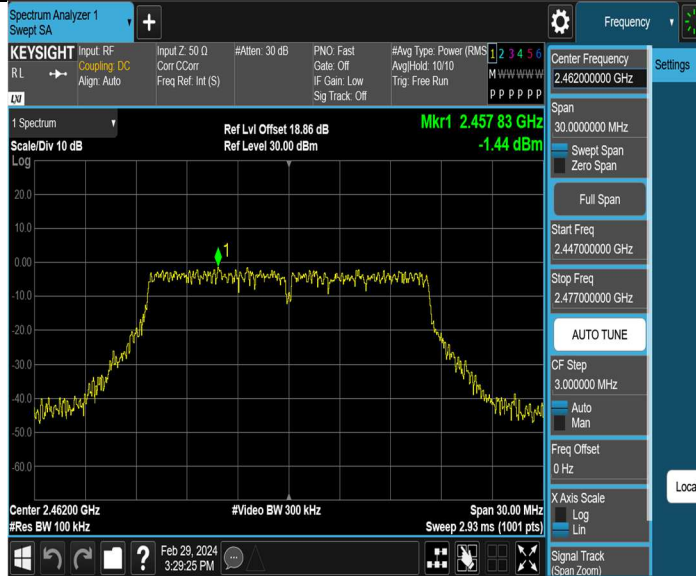 Spectrum Analyzer 1
Swept SA
+
Frequency
KEYSIGHT
RL
LXI
Input: RF
Coupling: DC
Align: Auto
Input Z: 50 Ω
Corr CCorr
Freq Ref: Int (S)
#Atten: 30 dB
PNO: Fast
Gate: Off
IF Gain: Low
Sig Track: Off
#Avg Type: Power (RMS
Avg|Hold: 10/10
Trig: Free Run
1 2 3 4 5 6
M W W W W W
P P P P P P
1 Spectrum
Scale/Div 10 dB
Ref Lvl Offset 18.86 dB
Ref Level 30.00 dBm
Mkr1 2.457 83 GHz
-1.44 dBm
Log
20.0
10.0
0.00
-10.0
-20.0
-30.0
-40.0
-50.0
-60.0
1
Center 2.46200 GHz
#Res BW 100 kHz
#Video BW 300 kHz
Span 30.00 MHz
Sweep 2.93 ms (1001 pts)
?
Feb 29, 2024
3:29:25 PM
Center Frequency
2.462000000 GHz
Settings
Span
30.0000000 MHz
Swept Span
Zero Span
Full Span
Start Freq
2.447000000 GHz
Stop Freq
2.477000000 GHz
AUTO TUNE
CF Step
3.000000 MHz
Auto
Man
Freq Offset
0 Hz
X Axis Scale
Log
Lin
Loca
Signal Track
(Span Zoom)